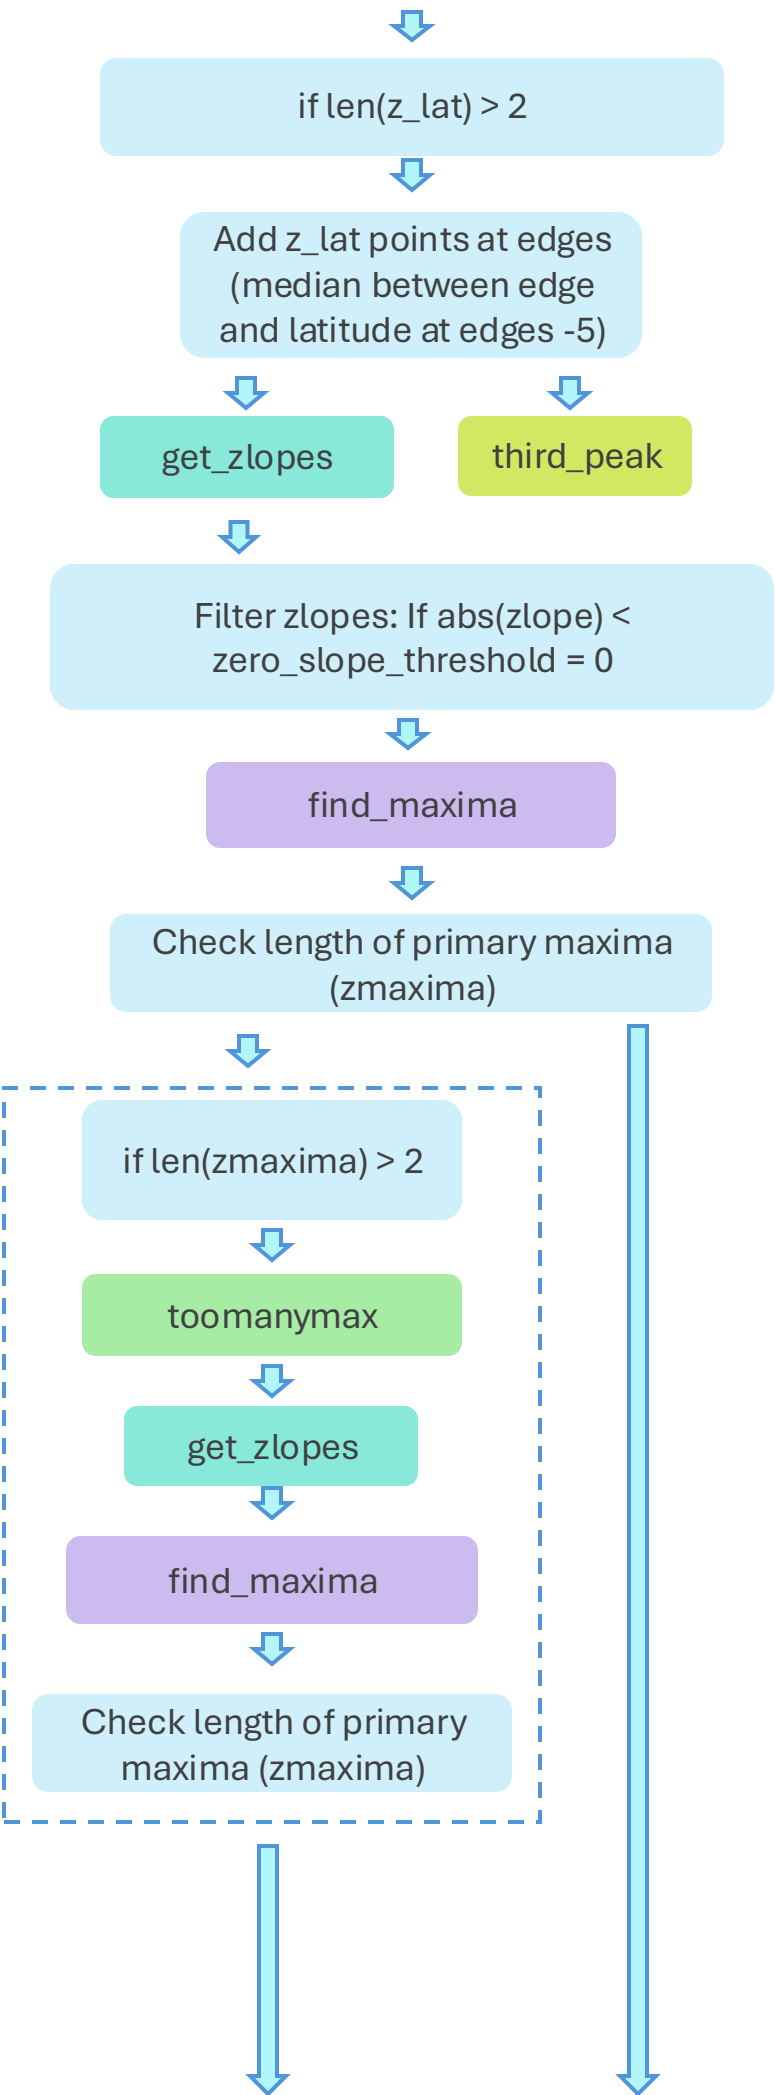 if len(z_lat) > 2
Add z_lat points at edges
(median between edge
and latitude at edges -5)
get_zlopes
third_peak
Filter zlopes: If abs(zlope) <
zero_slope_threshold = 0
find_maxima
Check length of primary maxima
(zmaxima)
if len(zmaxima) > 2
toomanymax
get_zlopes
find_maxima
Check length of primary
maxima (zmaxima)